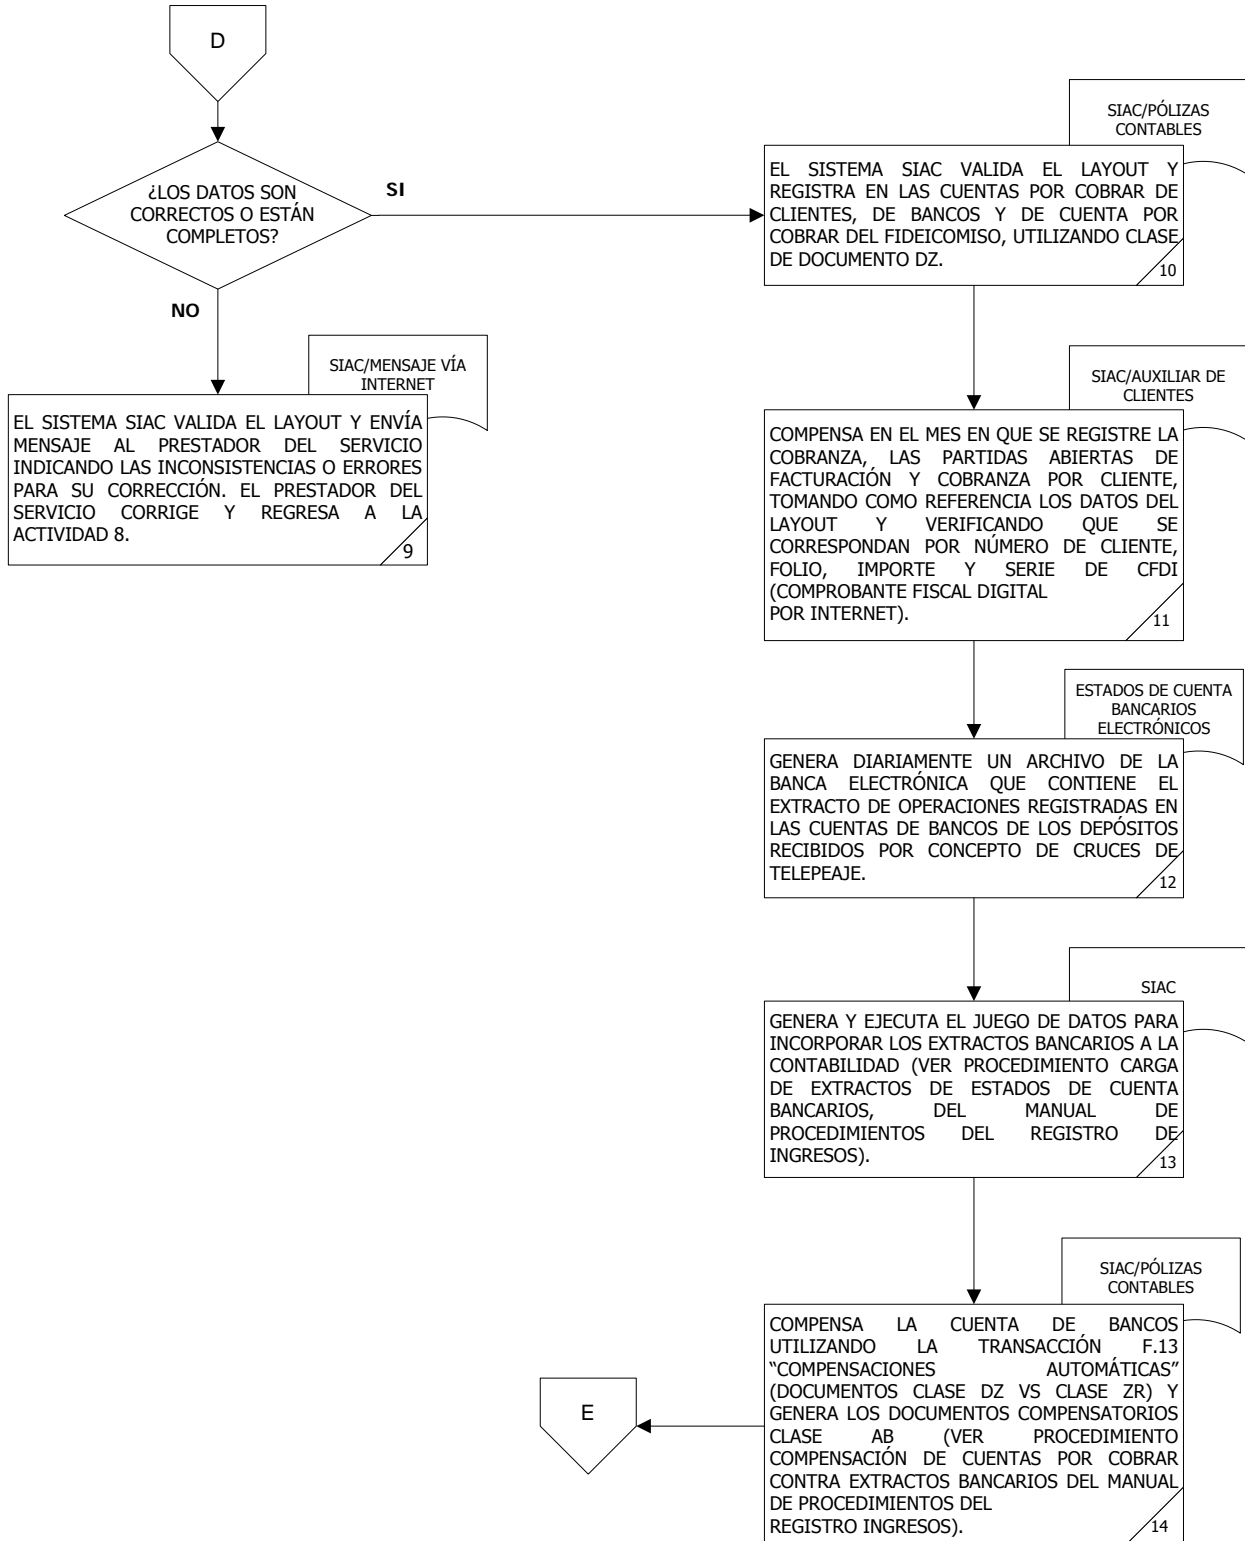 D
¿LOS DATOS SON
CORRECTOS O ESTÁN
COMPLETOS?
SI
NO
SIAC/MENSAJE VÍA
INTERNET
EL SISTEMA SIAC VALIDA EL LAYOUT Y ENVÍA
MENSAJE AL PRESTADOR DEL SERVICIO
INDICANDO LAS INCONSISTENCIAS O ERRORES
PARA SU CORRECCIÓN. EL PRESTADOR DEL
SERVICIO CORRIGE Y REGRESA A LA
ACTIVIDAD 8.
9
SIAC/PÓLIZAS
CONTABLES
EL SISTEMA SIAC VALIDA EL LAYOUT Y
REGISTRA EN LAS CUENTAS POR COBRAR DE
CLIENTES, DE BANCOS Y DE CUENTA POR
COBRAR DEL FIDEICOMISO, UTILIZANDO CLASE
DE DOCUMENTO DZ.
10
SIAC/AUXILIAR DE
CLIENTES
COMPENSA EN EL MES EN QUE SE REGISTRE LA
COBRANZA, LAS PARTIDAS ABIERTAS DE
FACTURACIÓN Y COBRANZA POR CLIENTE,
TOMANDO COMO REFERENCIA LOS DATOS DEL
LAYOUT Y VERIFICANDO QUE SE
CORRESPONDAN POR NÚMERO DE CLIENTE,
FOLIO, IMPORTE Y SERIE DE CFDI
(COMPROBANTE FISCAL DIGITAL
POR INTERNET).
11
ESTADOS DE CUENTA
BANCARIOS
ELECTRÓNICOS
GENERA DIARIAMENTE UN ARCHIVO DE LA
BANCA ELECTRÓNICA QUE CONTIENE EL
EXTRACTO DE OPERACIONES REGISTRADAS EN
LAS CUENTAS DE BANCOS DE LOS DEPÓSITOS
RECIBIDOS POR CONCEPTO DE CRUCES DE
TELEPEAJE.
12
SIAC
GENERA Y EJECUTA EL JUEGO DE DATOS PARA
INCORPORAR LOS EXTRACTOS BANCARIOS A LA
CONTABILIDAD (VER PROCEDIMIENTO CARGA
DE EXTRACTOS DE ESTADOS DE CUENTA
BANCARIOS, DEL MANUAL DE
PROCEDIMIENTOS DEL REGISTRO DE
INGRESOS).
13
SIAC/PÓLIZAS
CONTABLES
COMPENSA LA CUENTA DE BANCOS
UTILIZANDO LA TRANSACCIÓN F.13
“COMPENSACIONES AUTOMÁTICAS”
(DOCUMENTOS CLASE DZ VS CLASE ZR) Y
GENERA LOS DOCUMENTOS COMPENSATORIOS
CLASE AB (VER PROCEDIMIENTO
COMPENSACIÓN DE CUENTAS POR COBRAR
CONTRA EXTRACTOS BANCARIOS DEL MANUAL
DE PROCEDIMIENTOS DEL
REGISTRO INGRESOS).
14
E